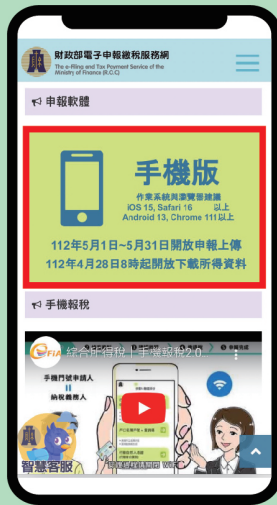 財政部電子申報繳稅服務網
The e-Filing and Tax Payment Service of the
Ministry of Finance (R.O.C)
申報軟體
手機版
作業系統與瀏覽器建議
iOS 15, Safari 16 以上
Android 13, Chrome 111以上
112年5月1日~5月31日開放申報上傳
112年4月28日8時起開放下載所得資料
手機報稅
綜合所得稅｜手機報稅2.0...
手機門號申請人
II
納稅義務人
智慧客服